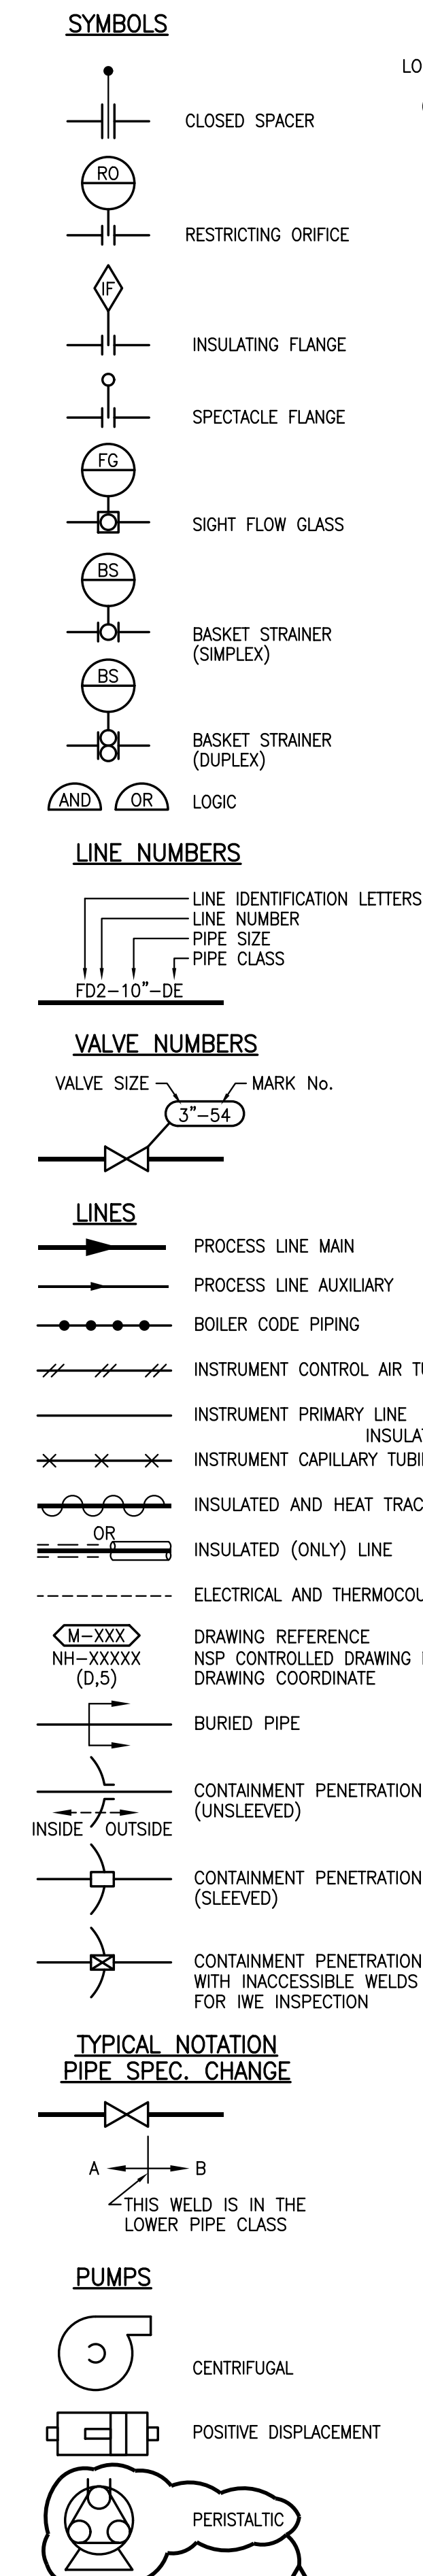 SYMBOLS
LO
CLOSED SPACER
RO
RESTRICTING ORIFICE
IF
INSULATING FLANGE
SPECTACLE FLANGE
FG
SIGHT FLOW GLASS
BS
BASKET STRAINER
(SIMPLEX)
BS
BASKET STRAINER
(DUPLEX)
AND OR LOGIC
LINE NUMBERS
LINE IDENTIFICATION LETTERS
LINE NUMBER
PIPE SIZE
PIPE CLASS
FD2-10"-DE
VALVE NUMBERS
VALVE SIZE MARK No.
3"-54
LINES
PROCESS LINE MAIN
PROCESS LINE AUXILIARY
BOILER CODE PIPING
INSTRUMENT CONTROL AIR TU
INSTRUMENT PRIMARY LINE
INSULAT
INSTRUMENT CAPILLARY TUBI
INSULATED AND HEAT TRAC
OR
INSULATED (ONLY) LINE
ELECTRICAL AND THERMOCOU
M-XXX DRAWING REFERENCE
NH-XXXXX NSP CONTROLLED DRAWING
(D,5) DRAWING COORDINATE
BURIED PIPE
CONTAINMENT PENETRATION
(UNSLEEVED)
INSIDE OUTSIDE
CONTAINMENT PENETRATION
(SLEEVED)
CONTAINMENT PENETRATION
WITH INACCESSIBLE WELDS
FOR IWE INSPECTION
TYPICAL NOTATION
PIPE SPEC. CHANGE
A B
THIS WELD IS IN THE
LOWER PIPE CLASS
PUMPS
CENTRIFUGAL
POSITIVE DISPLACEMENT
PERISTALTIC